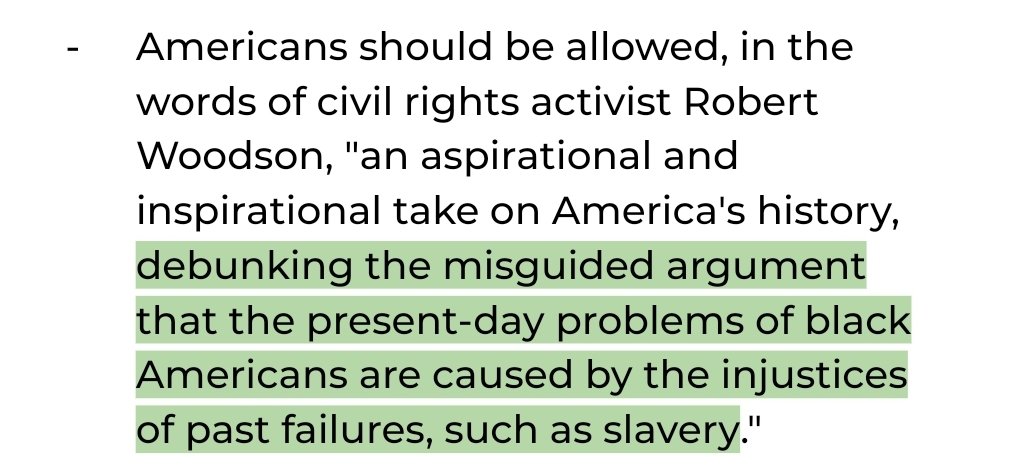 - Americans should be allowed, in the
words of civil rights activist Robert
Woodson, "an aspirational and
inspirational take on America's history,
debunking the misguided argument
that the present-day problems of black
Americans are caused by the injustices
of past failures, such as slavery."